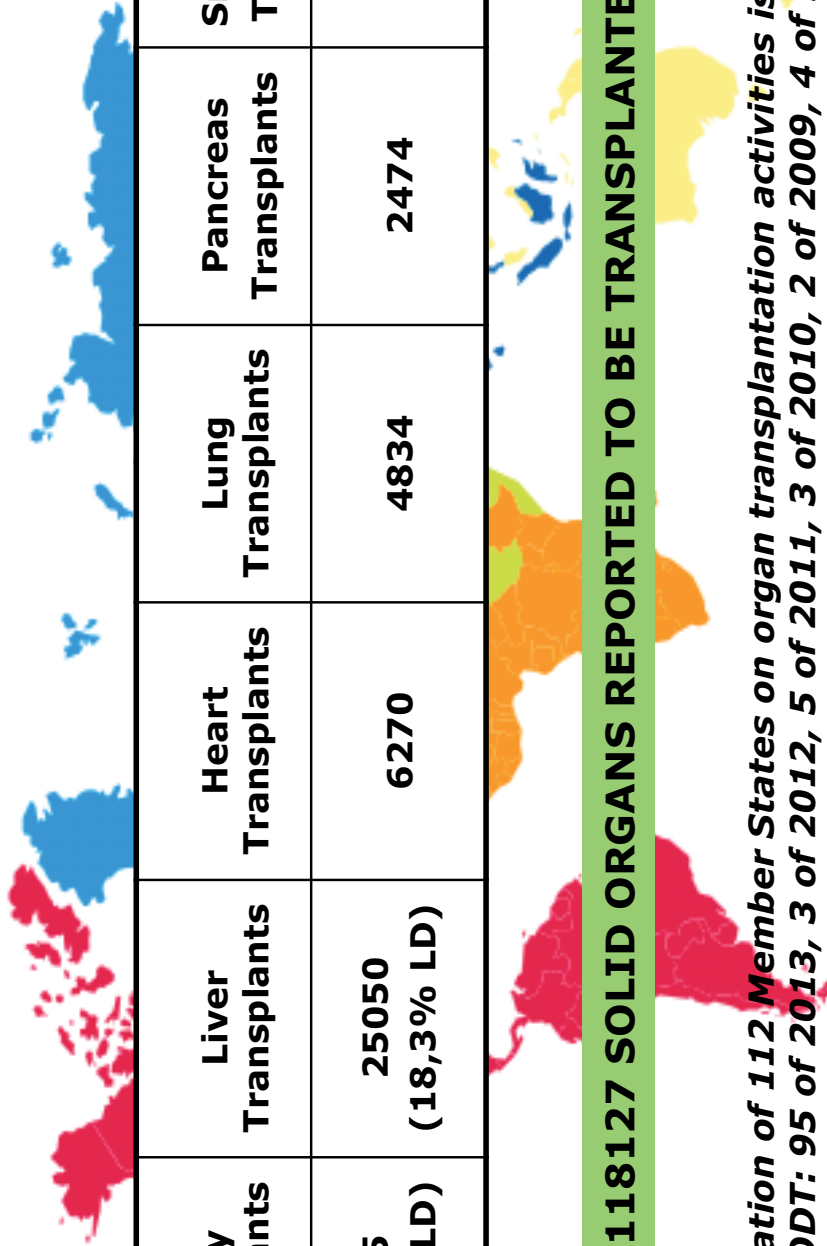 Liver
Transplants
Heart
Transplants
Lung
Transplants
Pancreas
Transplants
25050
(18,3% LD)
6270
4834
2474
LD)
118127 SOLID ORGANS REPORTED TO BE TRANSPLANTE
ation of 112 Member States on organ transplantation activities is
ODT: 95 of 2013, 3 of 2012, 5 of 2011, 3 of 2010, 2 of 2009, 4 of